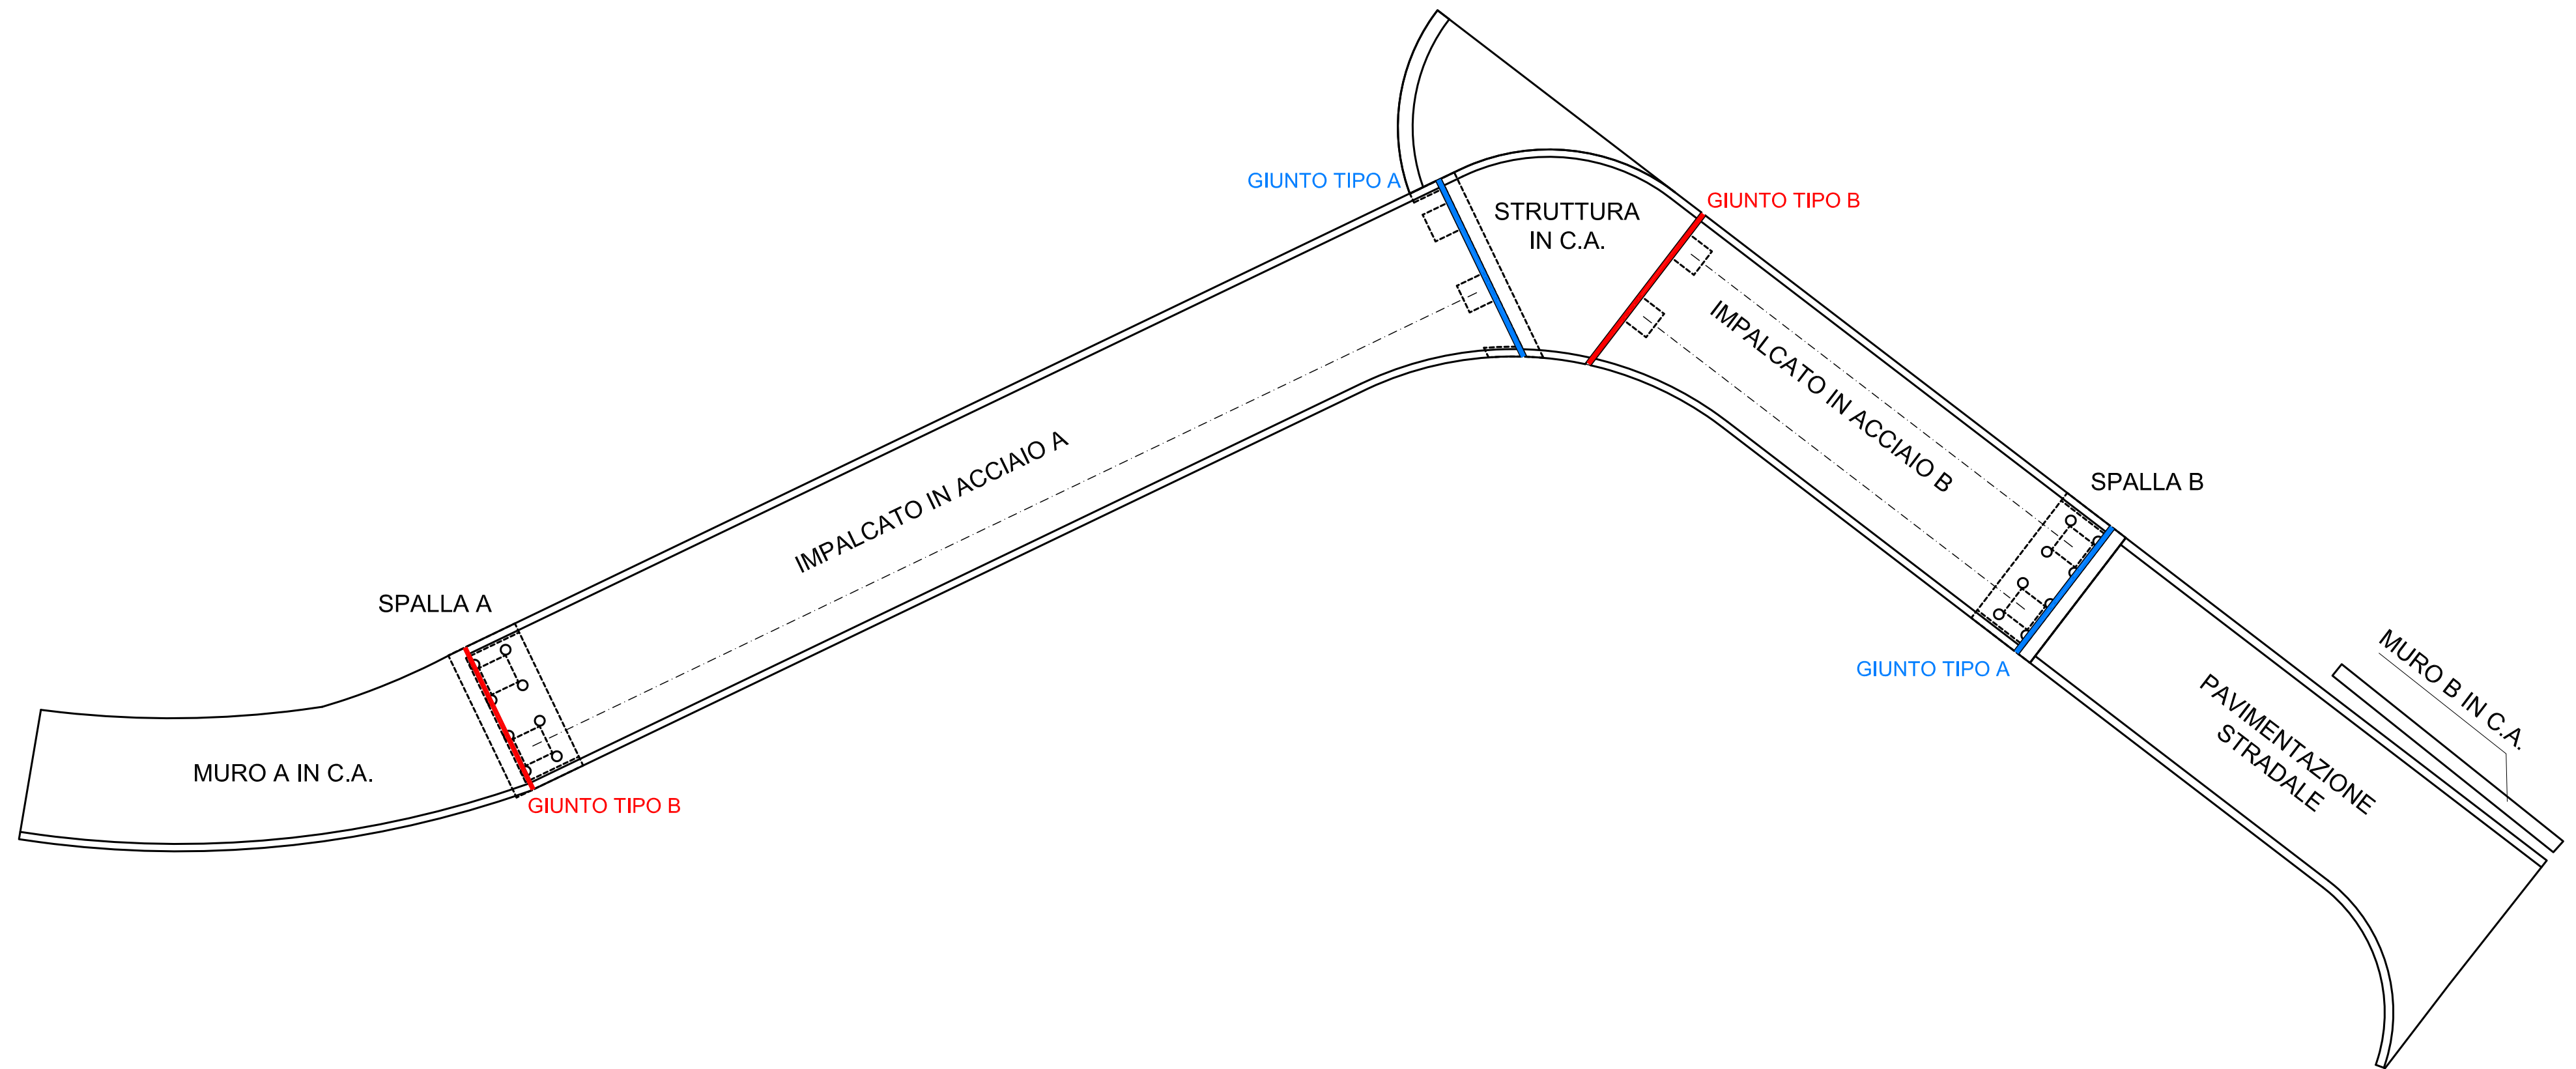 GIUNTO TIPO A
STRUTTURA
IN C.A.
GIUNTO TIPO B
IMPALCATO IN ACCIAIO B
IMPALCATO IN ACCIAIO A
SPALLA B
SPALLA A
GIUNTO TIPO A
MURO B IN C.A.
PAVIMENTAZIONE
STRADALE
MURO A IN C.A.
GIUNTO TIPO B